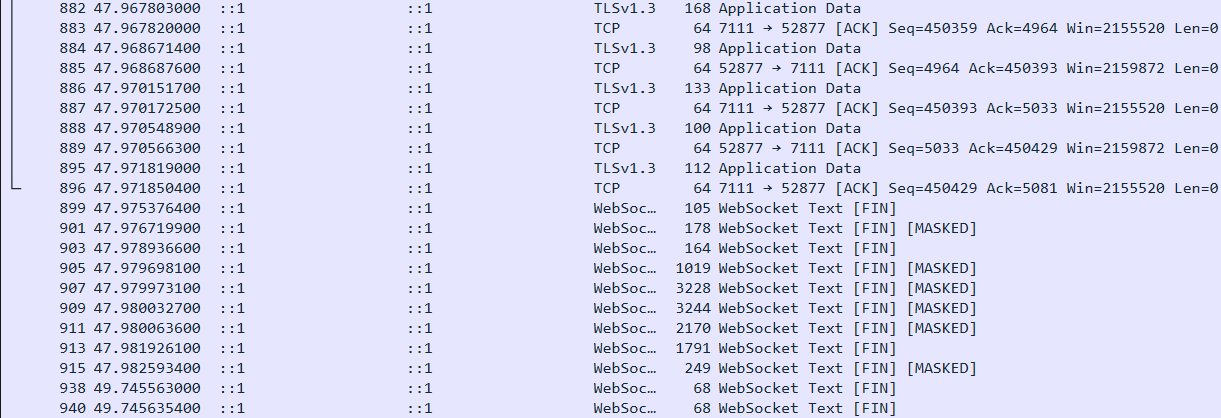 882 47.967803000 ::1 ::1 TLSv1.3 168 Application Data
883 47.967820000 ::1 ::1 TCP 64 7111 → 52877 [ACK] Seq=450359 Ack=4964 Win=2155520 Len=0
884 47.968671400 ::1 ::1 TLSv1.3 98 Application Data
885 47.968687600 ::1 ::1 TCP 64 52877 → 7111 [ACK] Seq=4964 Ack=450393 Win=2159872 Len=0
886 47.970151700 ::1 ::1 TLSv1.3 133 Application Data
887 47.970172500 ::1 ::1 TCP 64 7111 → 52877 [ACK] Seq=450393 Ack=5033 Win=2155520 Len=0
888 47.970548900 ::1 ::1 TLSv1.3 100 Application Data
889 47.970566300 ::1 ::1 TCP 64 52877 → 7111 [ACK] Seq=5033 Ack=450429 Win=2159872 Len=0
895 47.971819000 ::1 ::1 TLSv1.3 112 Application Data
896 47.971850400 ::1 ::1 TCP 64 7111 → 52877 [ACK] Seq=450429 Ack=5081 Win=2155520 Len=0
899 47.975376400 ::1 ::1 WebSoc… 105 WebSocket Text [FIN]
901 47.976719900 ::1 ::1 WebSoc… 178 WebSocket Text [FIN] [MASKED]
903 47.978936600 ::1 ::1 WebSoc… 164 WebSocket Text [FIN]
905 47.979698100 ::1 ::1 WebSoc… 1019 WebSocket Text [FIN] [MASKED]
907 47.979973100 ::1 ::1 WebSoc… 3228 WebSocket Text [FIN] [MASKED]
909 47.980032700 ::1 ::1 WebSoc… 3244 WebSocket Text [FIN] [MASKED]
911 47.980063600 ::1 ::1 WebSoc… 2170 WebSocket Text [FIN] [MASKED]
913 47.981926100 ::1 ::1 WebSoc… 1791 WebSocket Text [FIN]
915 47.982593400 ::1 ::1 WebSoc… 249 WebSocket Text [FIN] [MASKED]
938 49.745563000 ::1 ::1 WebSoc… 68 WebSocket Text [FIN]
940 49.745635400 ::1 ::1 WebSoc… 68 WebSocket Text [FIN]